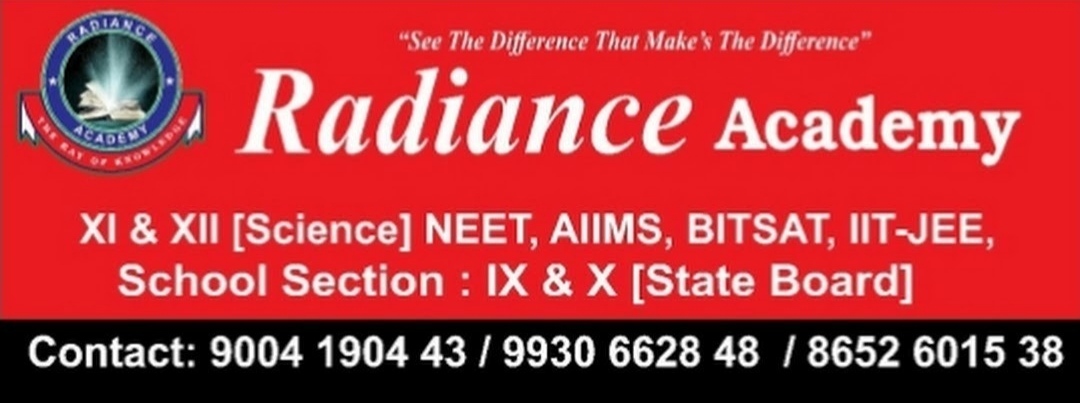 RADIANCE
ACADEMY
THE RAY OF KNOWLEDGE
“See The Difference That Make’s The Difference”
Radiance Academy
XI & XII [Science] NEET, AIIMS, BITSAT, IIT-JEE,
School Section : IX & X [State Board]
Contact: 9004 1904 43 / 9930 6628 48 / 8652 6015 38